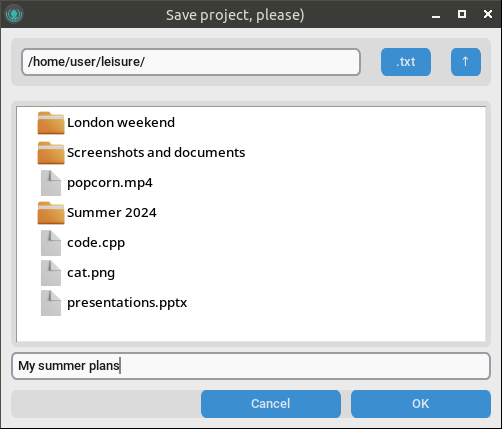 Save project, please)
/home/user/leisure/ .txt ↑
London weekend
Screenshots and documents
popcorn.mp4
Summer 2024
code.cpp
cat.png
presentations.pptx
My summer plans
Cancel OK